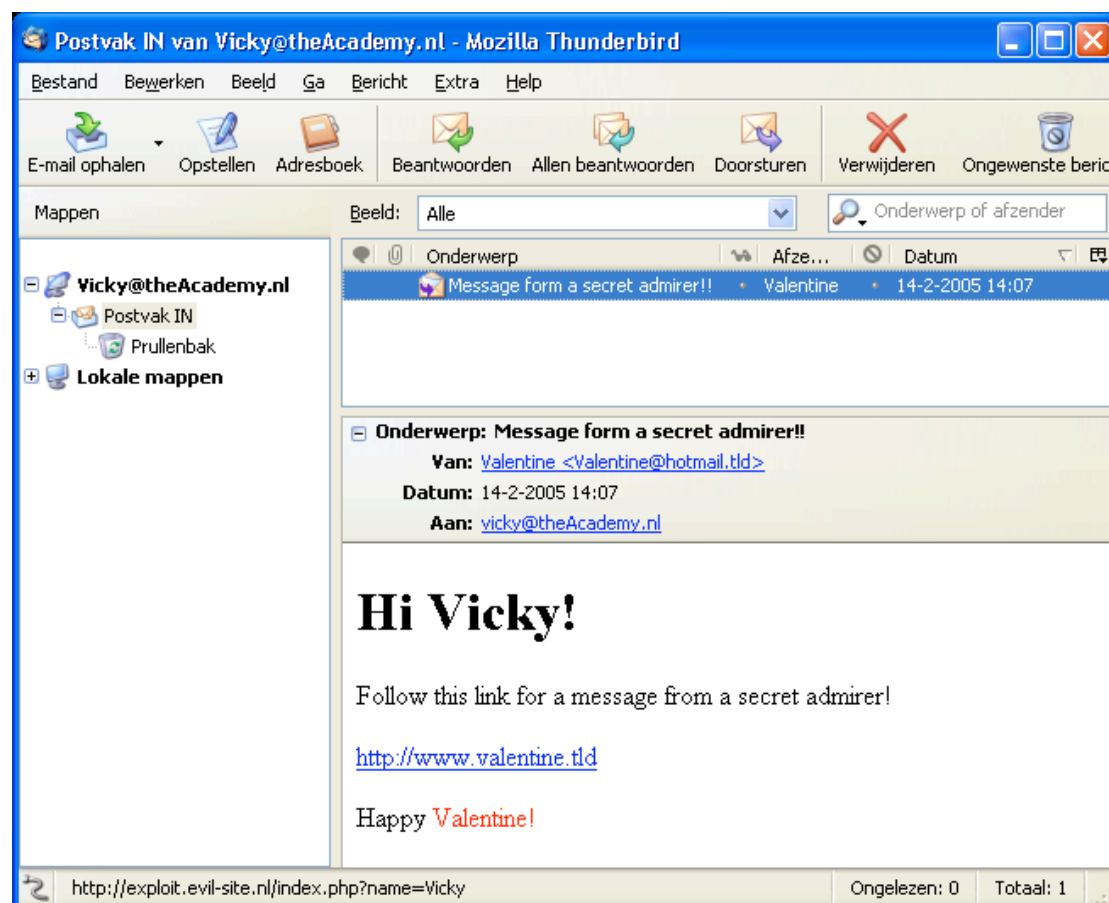 Postvak IN van Vicky@theAcademy.nl - Mozilla Thunderbird
Bestand Bewerken Beeld Ga Bericht Extra Help
E-mail ophalen Opstellen Adresboek Beantwoorden Allen beantwoorden Doorsturen Verwijderen Ongewenste beric
Mappen Beeld: Alle Onderwerp of afzender
Onderwerp Afze... Datum
Message form a secret admirer!! Valentine 14-2-2005 14:07
Vicky@theAcademy.nl
Postvak IN
Prullenbak
Lokale mappen
Onderwerp: Message form a secret admirer!!
Van: Valentine <Valentine@hotmail.tld>
Datum: 14-2-2005 14:07
Aan: vicky@theAcademy.nl
Hi Vicky!
Follow this link for a message from a secret admirer!
http://www.valentine.tld
Happy Valentine!
http://exploit.evil-site.nl/index.php?name=Vicky Ongelezen: 0 Totaal: 1